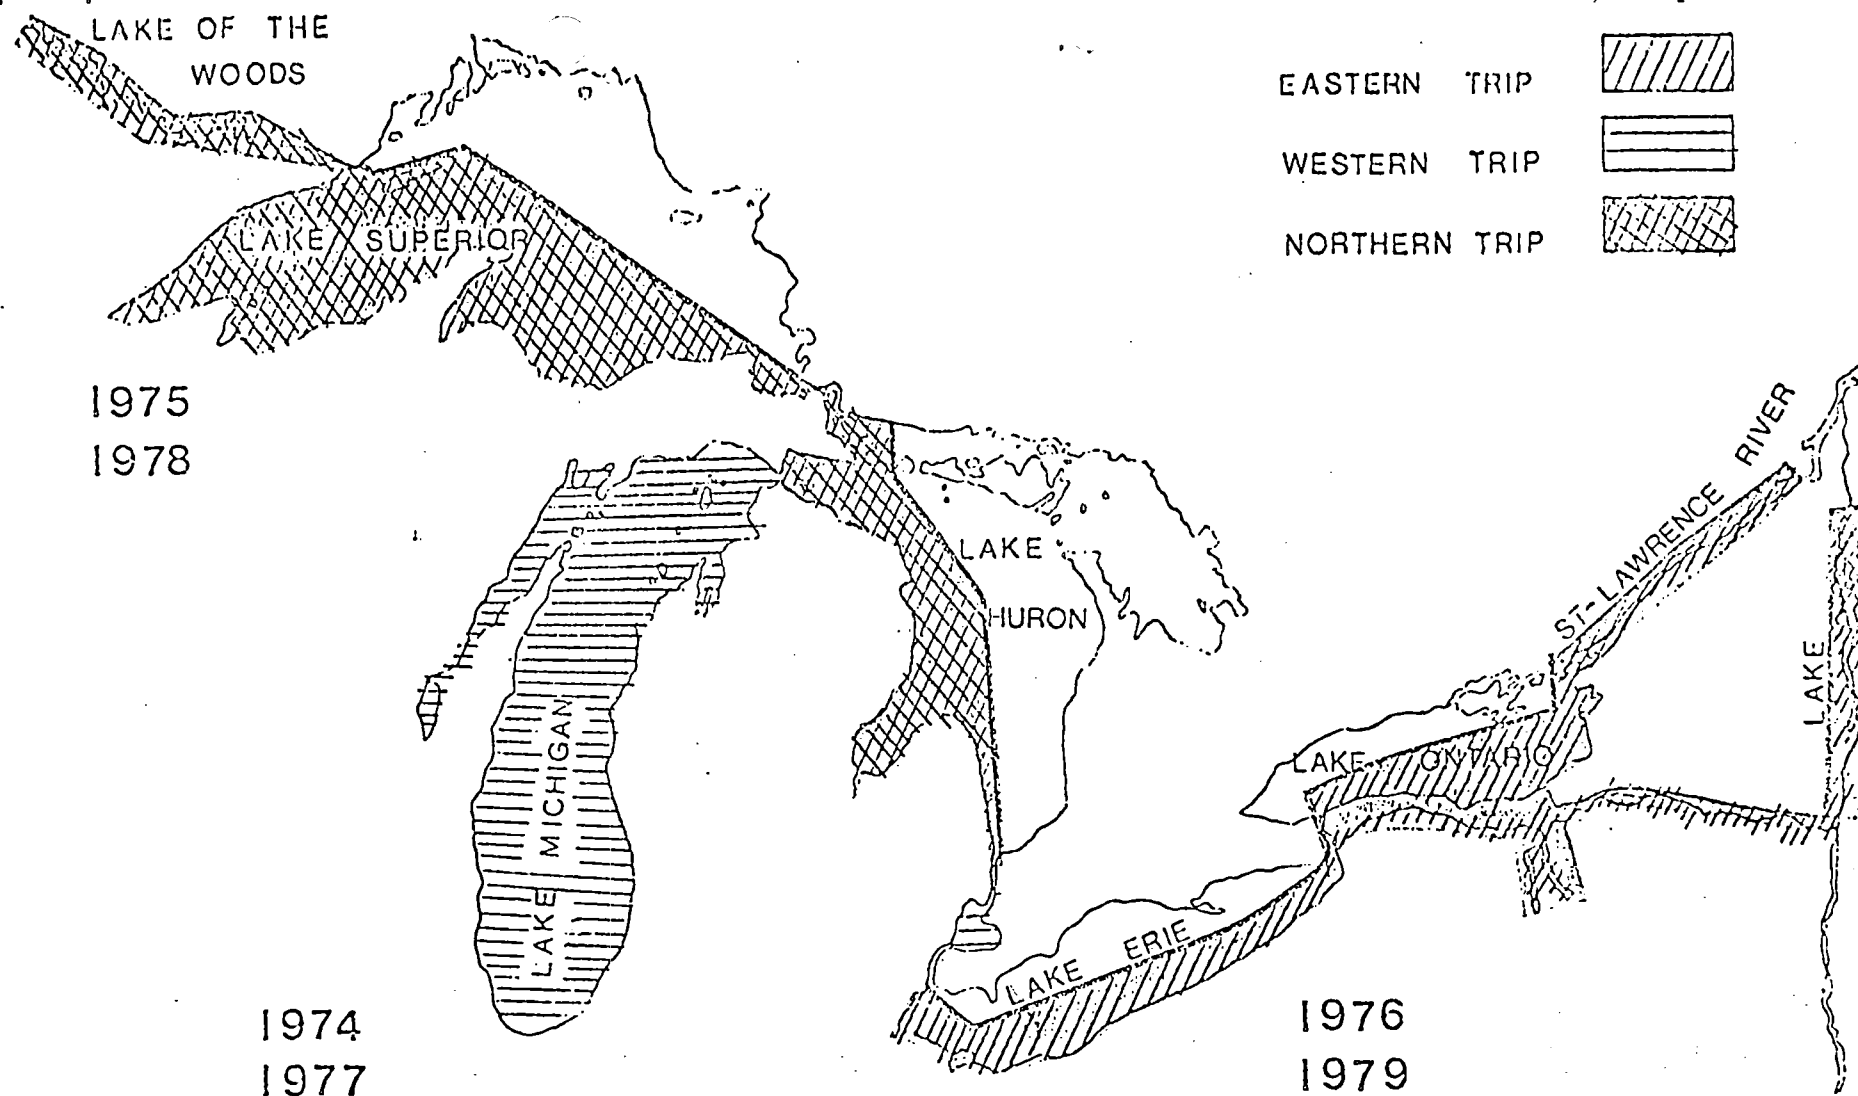 LAKE OF THE
WOODS
EASTERN TRIP
WESTERN TRIP
NORTHERN TRIP
LAKE SUPERIOR
1975
1978
LAKE
HURON
ST-LAWRENCE RIVER
LAKE
LAKE MICHIGAN
LAKE ONTARIO
LAKE ERIE
1974
1977
1976
1979